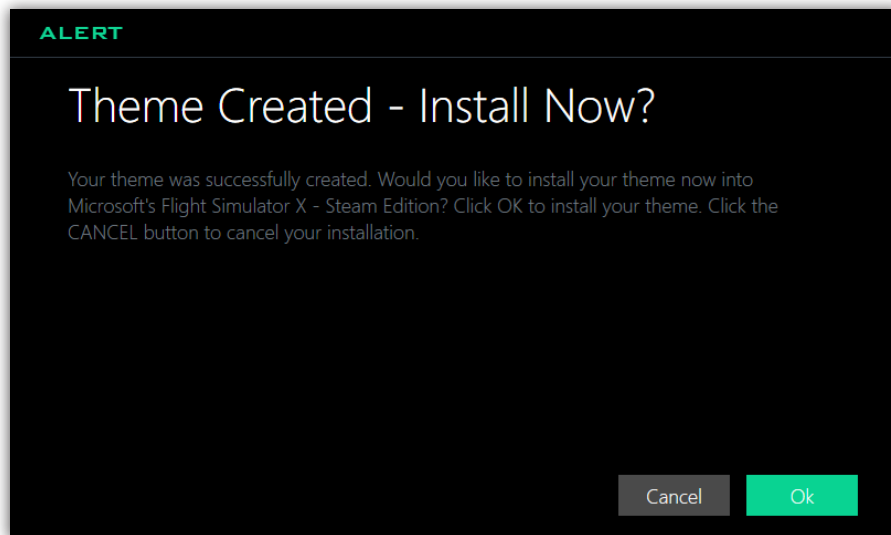 ALERT
Theme Created - Install Now?
Your theme was successfully created. Would you like to install your theme now into
Microsoft's Flight Simulator X - Steam Edition? Click OK to install your theme. Click the
CANCEL button to cancel your installation.
Cancel
Ok